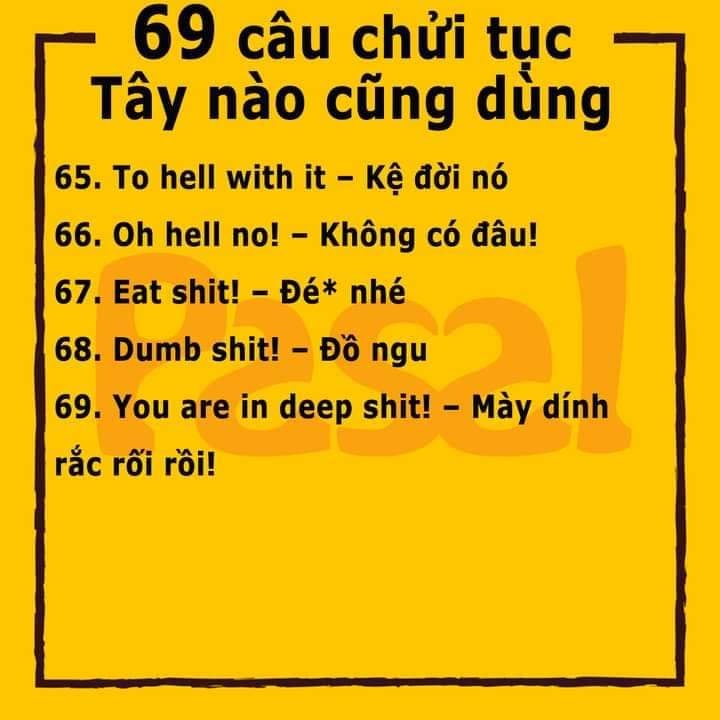 69 câu chửi tục
Tây nào cũng dùng
65. To hell with it – Kệ đời nó
66. Oh hell no! – Không có đâu!
67. Eat shit! – Đé* nhé
68. Dumb shit! – Đồ ngu
69. You are in deep shit! – Mày dính
rắc rối rồi!
Pasal